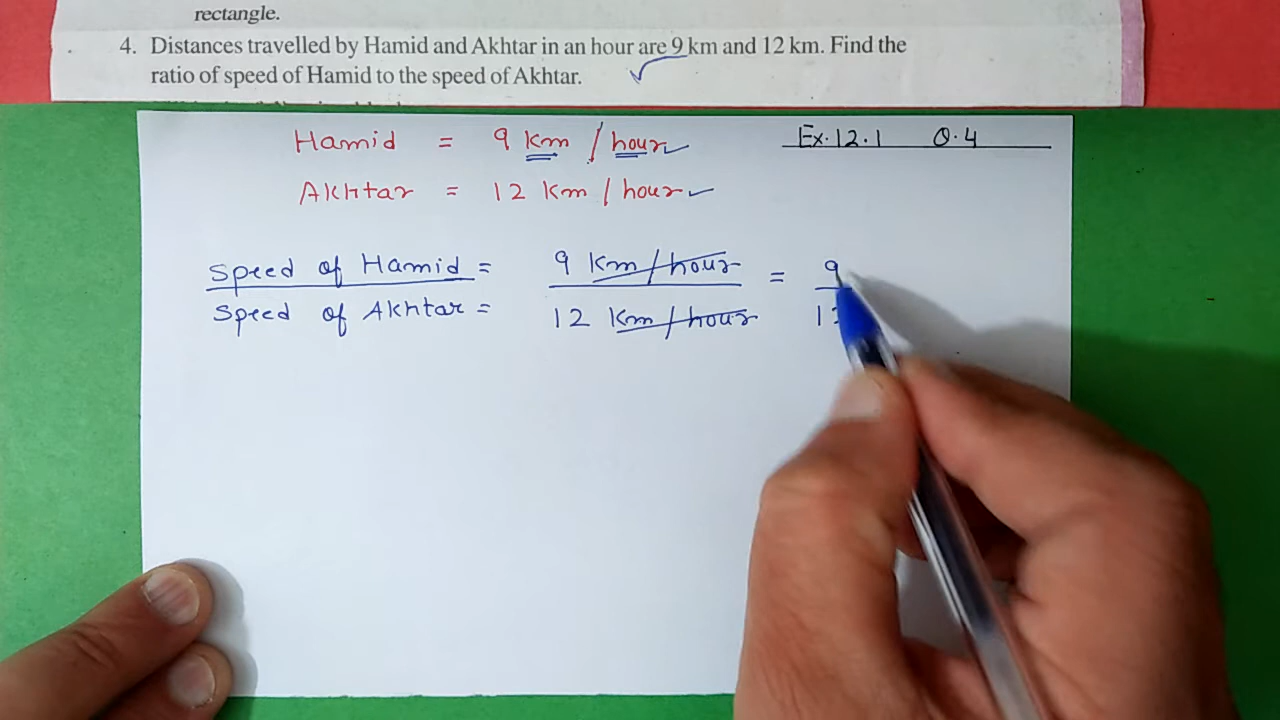 rectangle.
4. Distances travelled by Hamid and Akhtar in an hour are 9 km and 12 km. Find the
ratio of speed of Hamid to the speed of Akhtar.
Ex.12.1 Q.4
Hamid = 9 km / hour
Akhtar = 12 km / hour
Speed of Hamid = 9 km/hour = 9
Speed of Akhtar = 12 km/hour